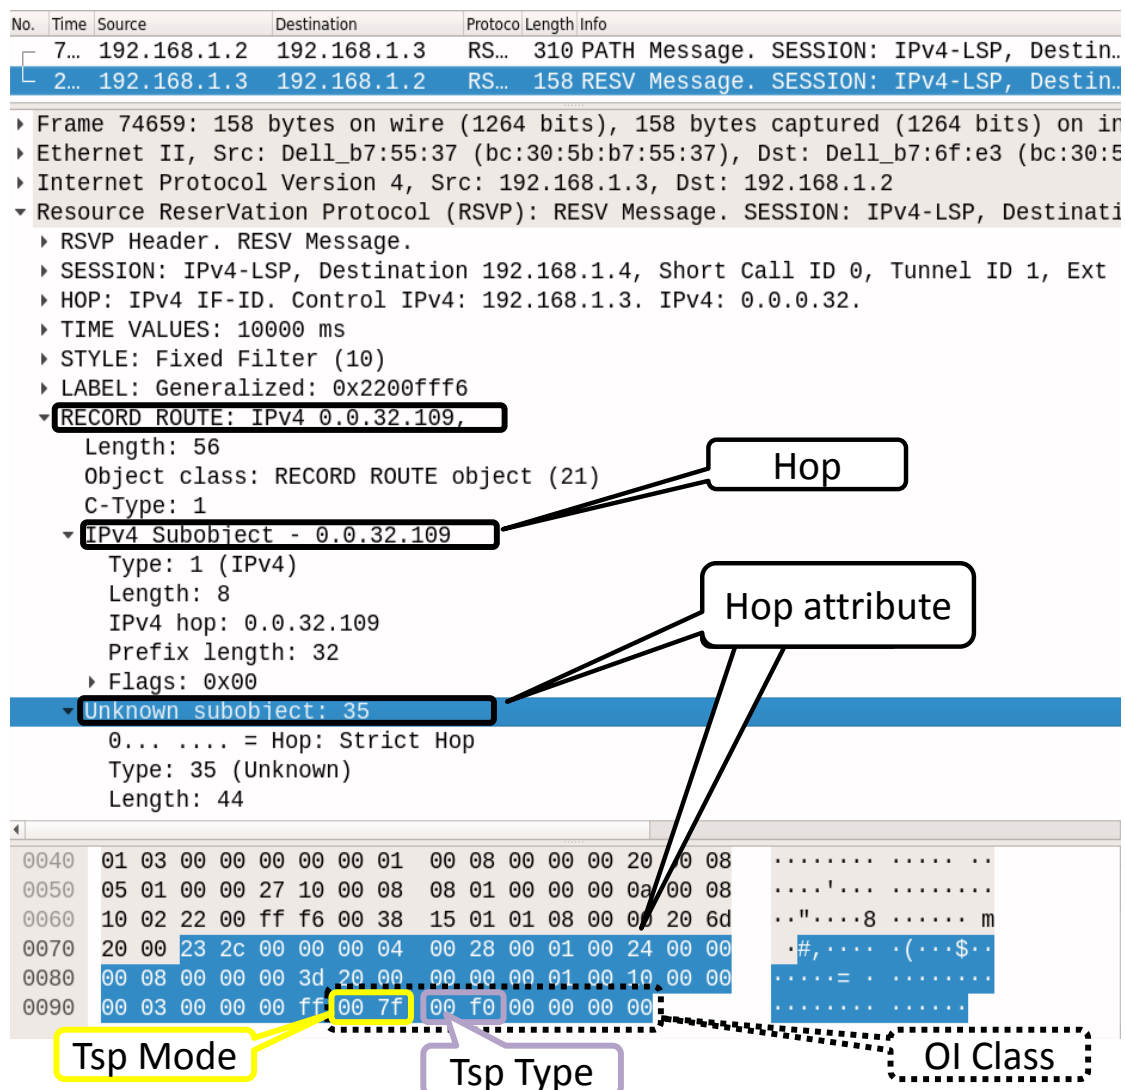 No. Time Source Destination Protoco Length Info
7… 192.168.1.2 192.168.1.3 RS… 310 PATH Message. SESSION: IPv4-LSP, Destin…
2… 192.168.1.3 192.168.1.2 RS… 158 RESV Message. SESSION: IPv4-LSP, Destin…
Frame 74659: 158 bytes on wire (1264 bits), 158 bytes captured (1264 bits) on in
Ethernet II, Src: Dell_b7:55:37 (bc:30:5b:b7:55:37), Dst: Dell_b7:6f:e3 (bc:30:5
Internet Protocol Version 4, Src: 192.168.1.3, Dst: 192.168.1.2
Resource ReserVation Protocol (RSVP): RESV Message. SESSION: IPv4-LSP, Destinati
RSVP Header. RESV Message.
SESSION: IPv4-LSP, Destination 192.168.1.4, Short Call ID 0, Tunnel ID 1, Ext
HOP: IPv4 IF-ID. Control IPv4: 192.168.1.3. IPv4: 0.0.0.32.
TIME VALUES: 10000 ms
STYLE: Fixed Filter (10)
LABEL: Generalized: 0x2200fff6
RECORD ROUTE: IPv4 0.0.32.109,
Length: 56
Hop
Object class: RECORD ROUTE object (21)
C-Type: 1
IPv4 Subobject - 0.0.32.109
Type: 1 (IPv4)
Length: 8
Hop attribute
IPv4 hop: 0.0.32.109
Prefix length: 32
Flags: 0x00
Unknown subobject: 35
0... .... = Hop: Strict Hop
Type: 35 (Unknown)
Length: 44
0040 01 03 00 00 00 00 00 01 00 08 00 00 00 20 00 08 ........ ..... ..
0050 05 01 00 00 27 10 00 08 08 01 00 00 00 0a 00 08 ....'... ........
0060 10 02 22 00 ff f6 00 38 15 01 01 08 00 00 20 6d .."....8 ...... m
0070 20 00 23 2c 00 00 00 04 00 28 00 01 00 24 00 00 .#,.... .(...$..
0080 00 08 00 00 00 3d 20 00 00 00 00 01 00 10 00 00 .....= . ........
0090 00 03 00 00 00 ff 00 7f 00 f0 00 00 00 00 ........ ......
Tsp Mode
Tsp Type
OI Class